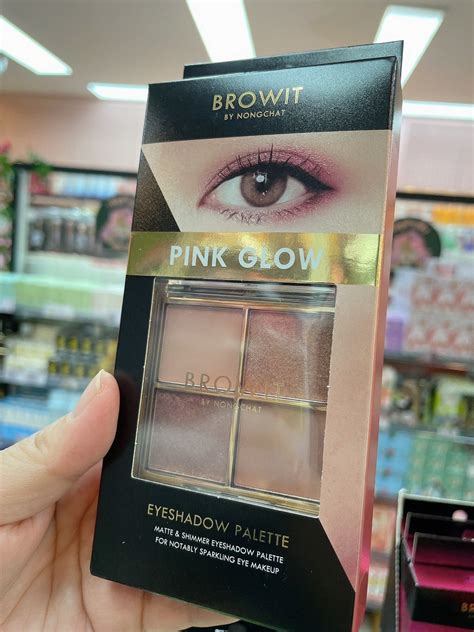 BROWIT
BY NONGCHAT
PINK GLOW
BROWIT
BY NONGCHAT
EYESHADOW PALETTE
MATTE & SHIMMER EYESHADOW PALETTE
FOR NOTABLY SPARKLING EYE MAKEUP